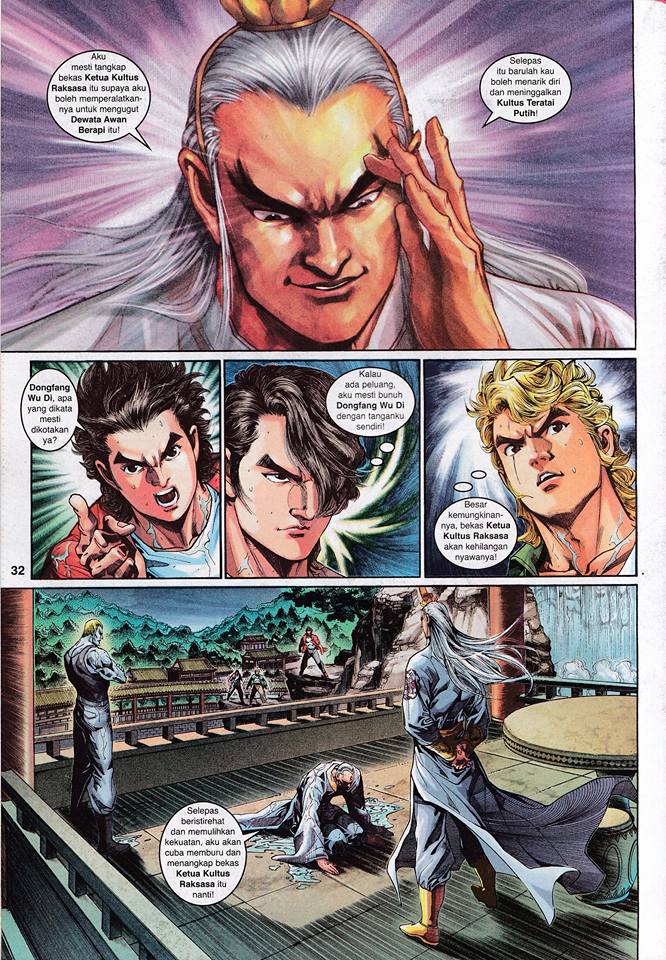 Aku
mesti tangkap
bekas Ketua Kultus
Raksasa itu supaya aku
boleh memperalatkan-
nya untuk mengugut
Dewata Awan
Berapi itu!
Selepas
itu barulah kau
boleh menarik diri
dan meninggalkan
Kultus Teratai
Putih!
Dongfang
Wu Di, apa
yang dikata
mesti
dikotakan
ya?
Kalau
ada peluang,
aku mesti bunuh
Dongfang Wu Di
dengan tanganku
sendiri!
Besar
kemungkinan-
nya, bekas Ketua
Kultus Raksasa
akan kehilangan
nyawanya!
32
Selepas
beristirehat
dan memulihkan
kekuatan, aku akan
cuba memburu dan
menangkap bekas
Ketua Kultus
Raksasa itu
nanti!